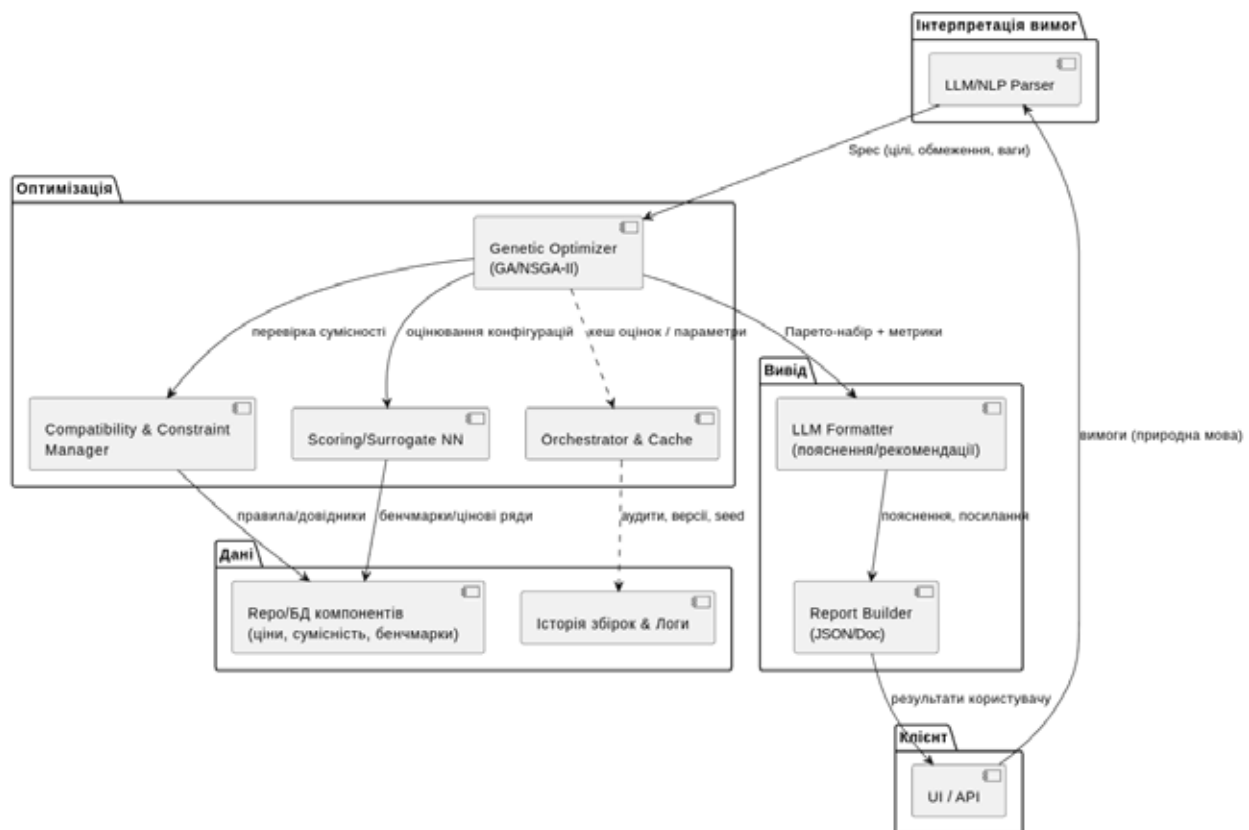 Інтерпретація вимог
LLM/NLP Parser
Spec (цілі, обмеження, ваги)
Оптимізація
Genetic Optimizer
(GA/NSGA-II)
перевірка сумісності
оцінювання конфігурацій
кеш оцінок / параметри
Парето-набір + метрики
Вивід
Compatibility & Constraint
Manager
Scoring/Surrogate NN
Orchestrator & Cache
LLM Formatter
(пояснення/рекомендації)
вимоги (природна мова)
правила/довідники
бенчмарки/цінові ряди
аудити, версії, seed
пояснення, посилання
Дані
Repo/БД компонентів
(ціни, сумісність, бенчмарки)
Історія збірок & Логи
Report Builder
(JSON/Doc)
результати користувачу
Клієнт
UI / API